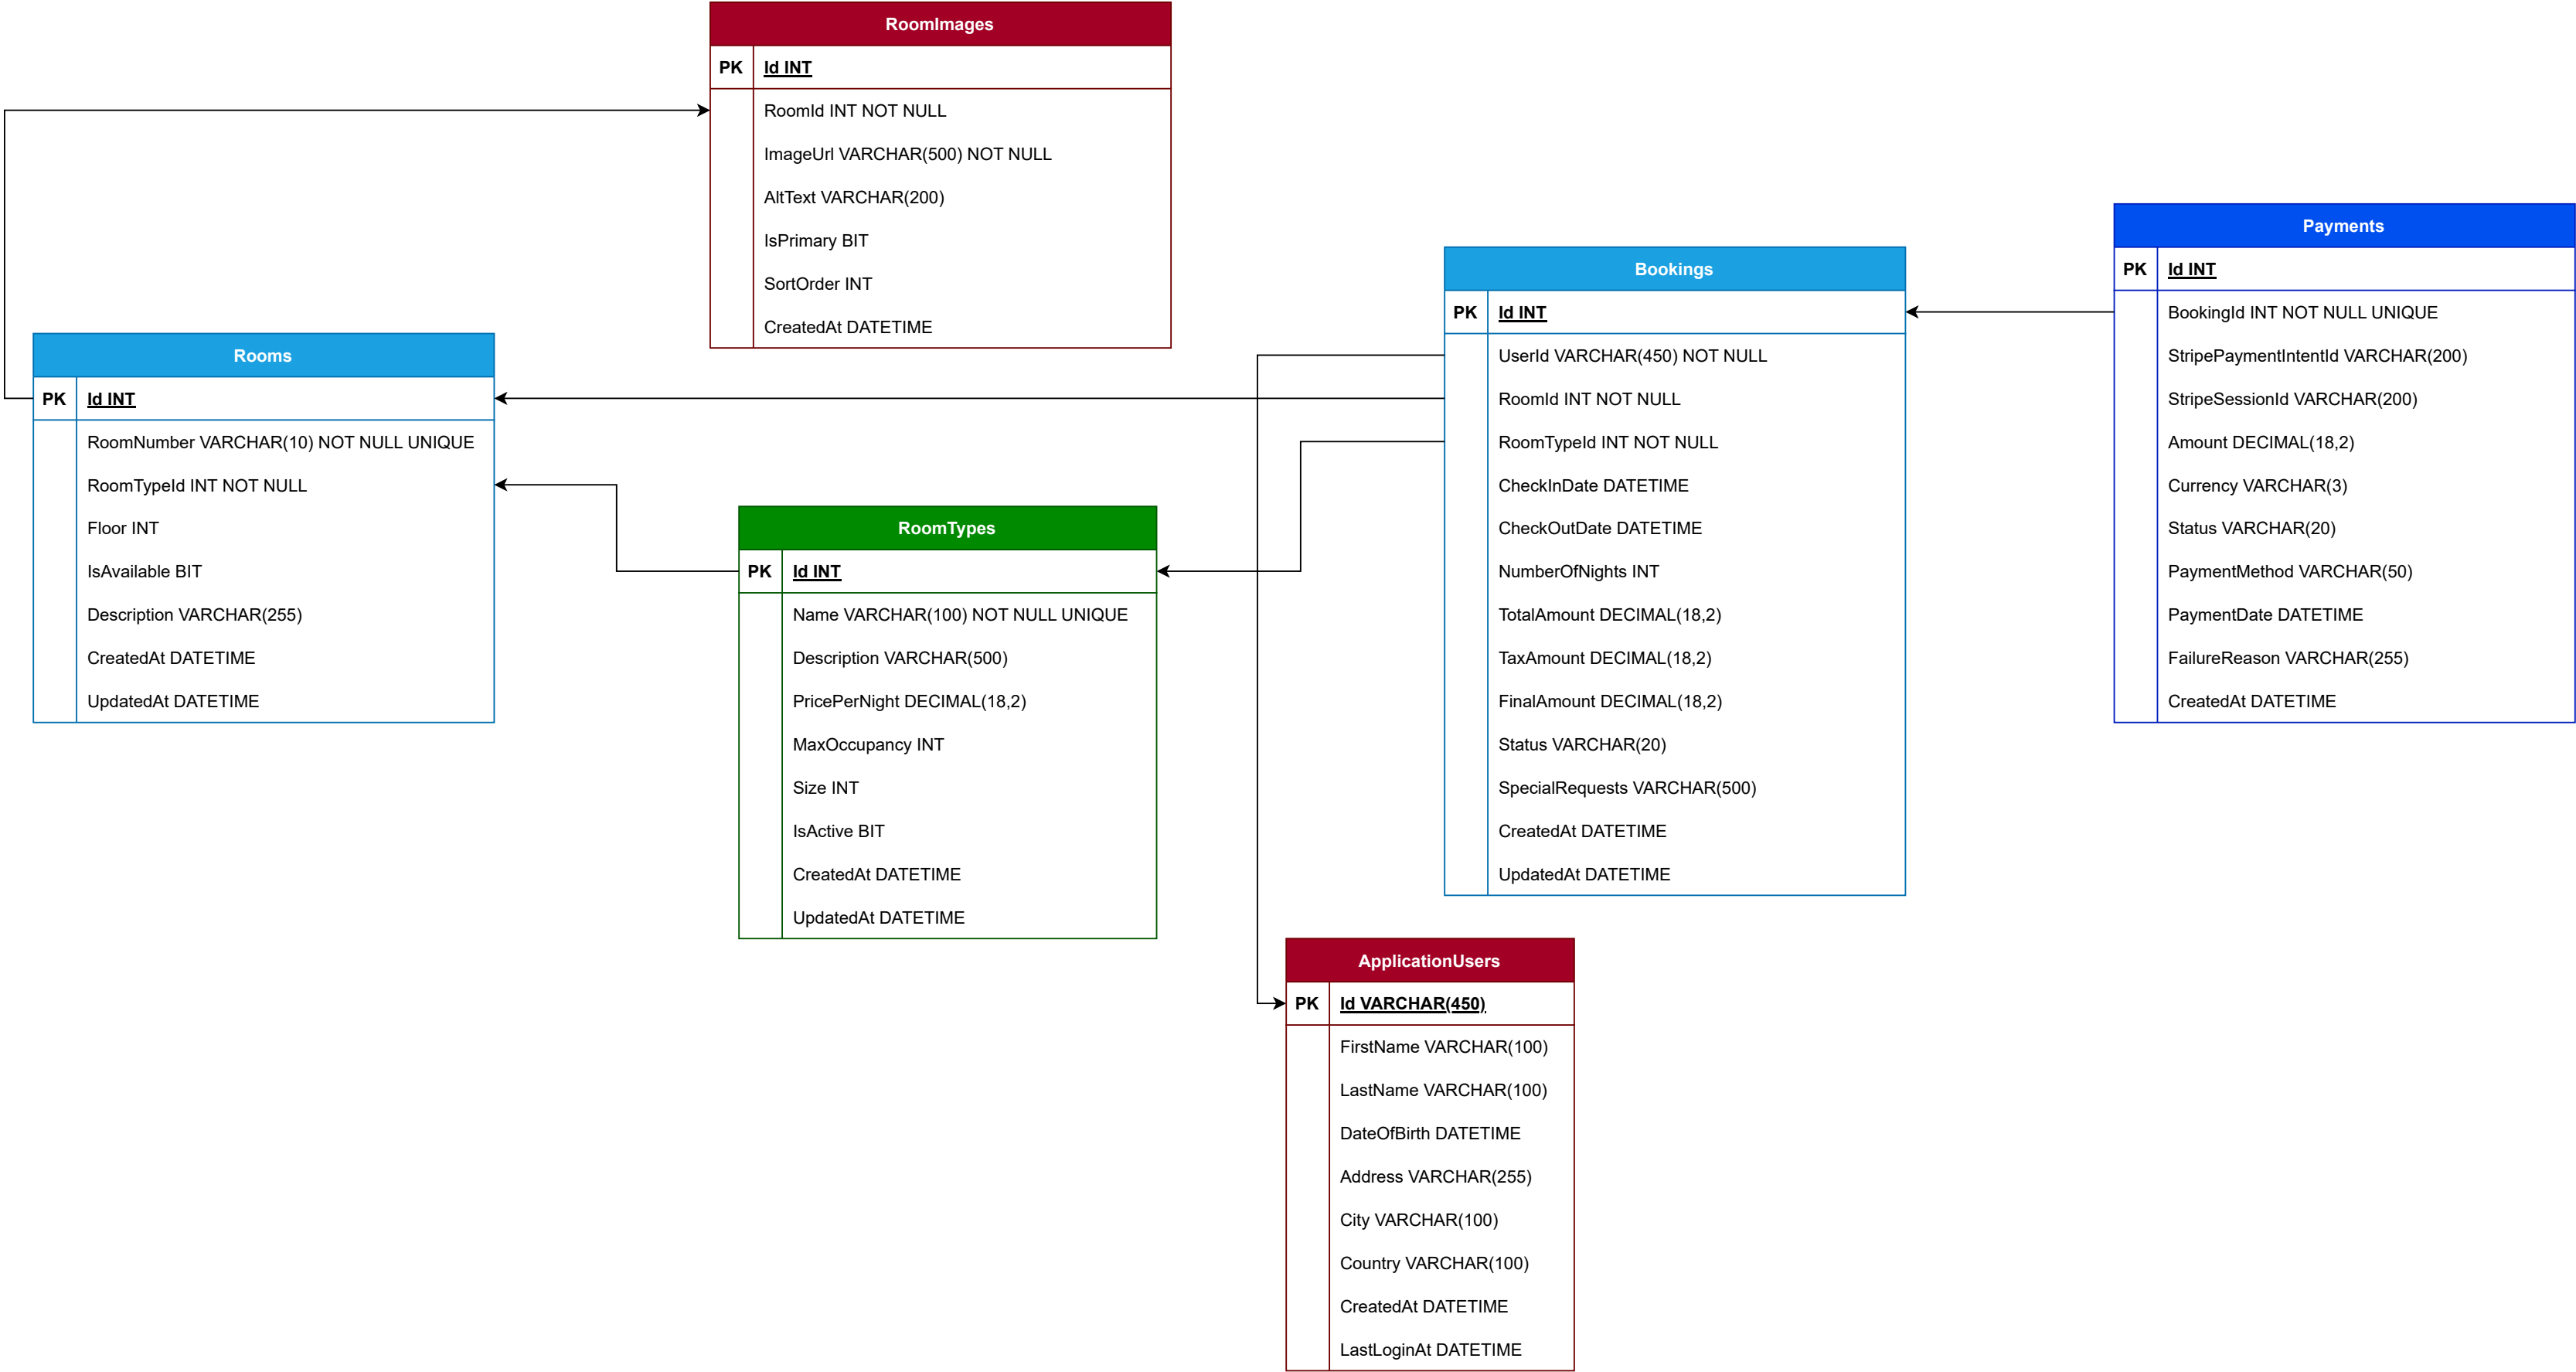 RoomImages
PK Id INT
RoomId INT NOT NULL
ImageUrl VARCHAR(500) NOT NULL
AltText VARCHAR(200)
IsPrimary BIT
SortOrder INT
CreatedAt DATETIME
Rooms
PK Id INT
RoomNumber VARCHAR(10) NOT NULL UNIQUE
RoomTypeId INT NOT NULL
Floor INT
IsAvailable BIT
Description VARCHAR(255)
CreatedAt DATETIME
UpdatedAt DATETIME
RoomTypes
PK Id INT
Name VARCHAR(100) NOT NULL UNIQUE
Description VARCHAR(500)
PricePerNight DECIMAL(18,2)
MaxOccupancy INT
Size INT
IsActive BIT
CreatedAt DATETIME
UpdatedAt DATETIME
Bookings
PK Id INT
UserId VARCHAR(450) NOT NULL
RoomId INT NOT NULL
RoomTypeId INT NOT NULL
CheckInDate DATETIME
CheckOutDate DATETIME
NumberOfNights INT
TotalAmount DECIMAL(18,2)
TaxAmount DECIMAL(18,2)
FinalAmount DECIMAL(18,2)
Status VARCHAR(20)
SpecialRequests VARCHAR(500)
CreatedAt DATETIME
UpdatedAt DATETIME
Payments
PK Id INT
BookingId INT NOT NULL UNIQUE
StripePaymentIntentId VARCHAR(200)
StripeSessionId VARCHAR(200)
Amount DECIMAL(18,2)
Currency VARCHAR(3)
Status VARCHAR(20)
PaymentMethod VARCHAR(50)
PaymentDate DATETIME
FailureReason VARCHAR(255)
CreatedAt DATETIME
ApplicationUsers
PK Id VARCHAR(450)
FirstName VARCHAR(100)
LastName VARCHAR(100)
DateOfBirth DATETIME
Address VARCHAR(255)
City VARCHAR(100)
Country VARCHAR(100)
CreatedAt DATETIME
LastLoginAt DATETIME